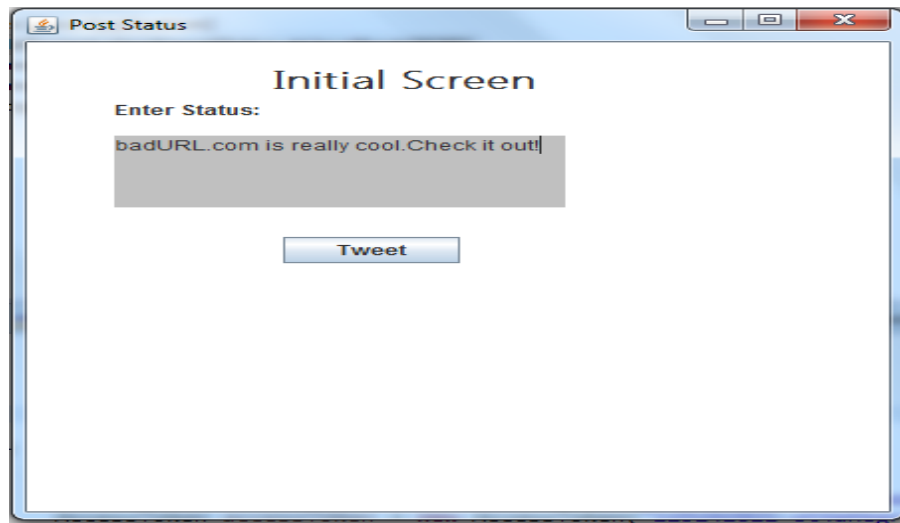 Post Status
Initial Screen
Enter Status:
badURL.com is really cool.Check it out!
Tweet